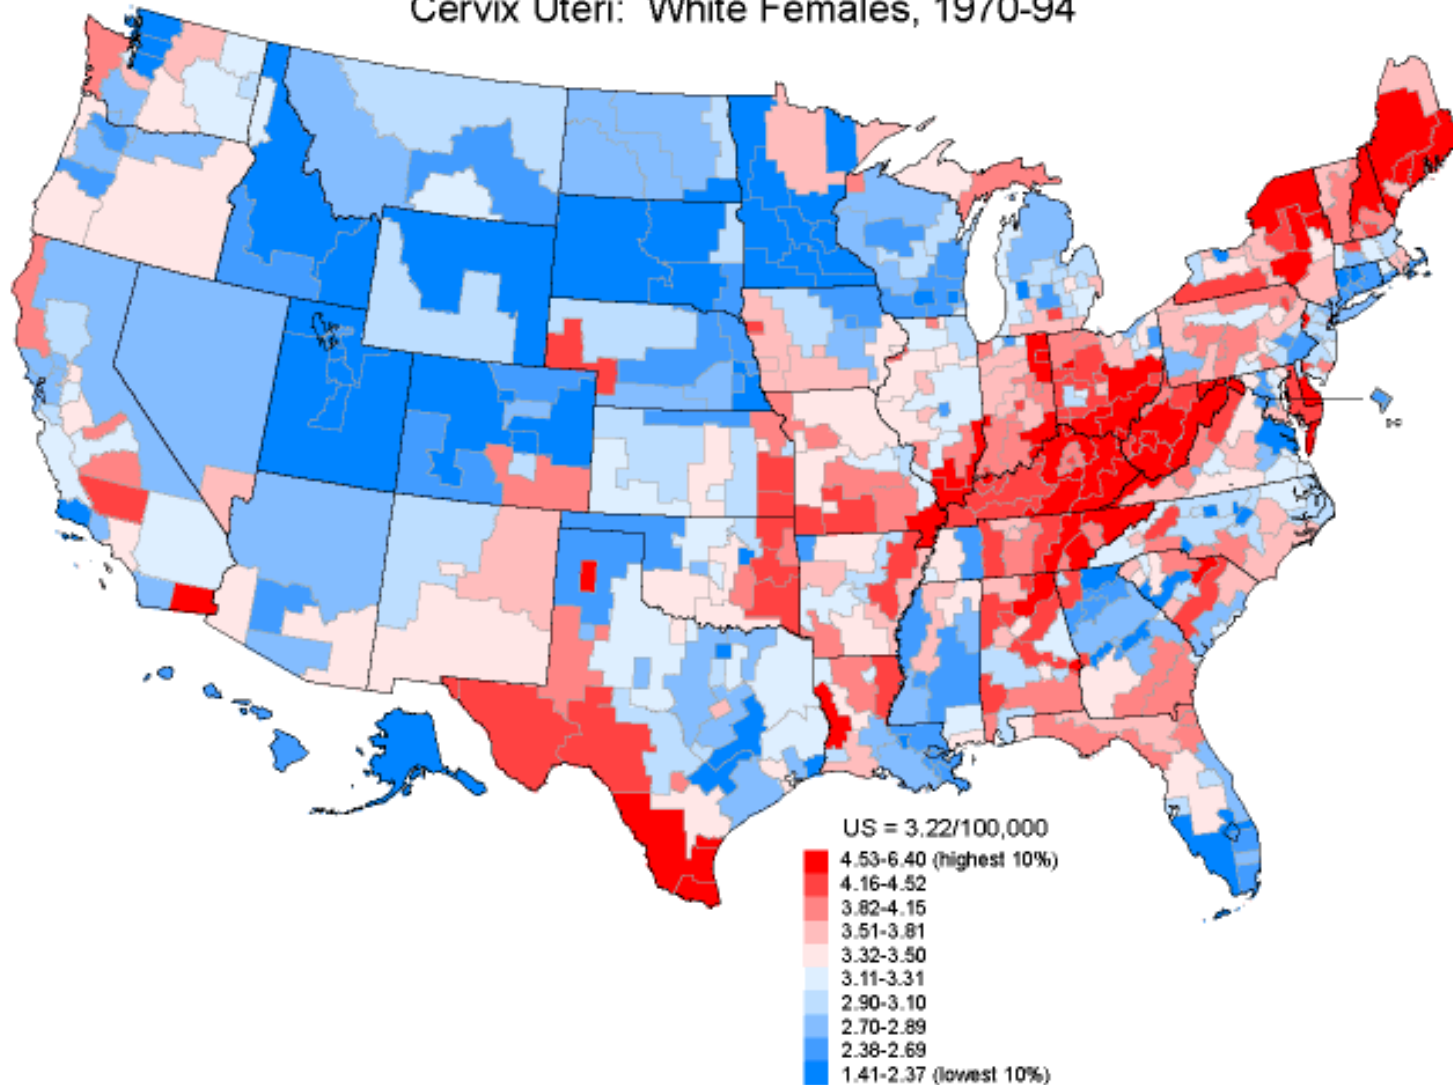 Cervix Uteri: White Females, 1970-94
US = 3.22/100,000
4.53-6.40 (highest 10%)
4.16-4.52
3.82-4.15
3.51-3.81
3.32-3.50
3.11-3.31
2.90-3.10
2.70-2.89
2.38-2.69
1.41-2.37 (lowest 10%)